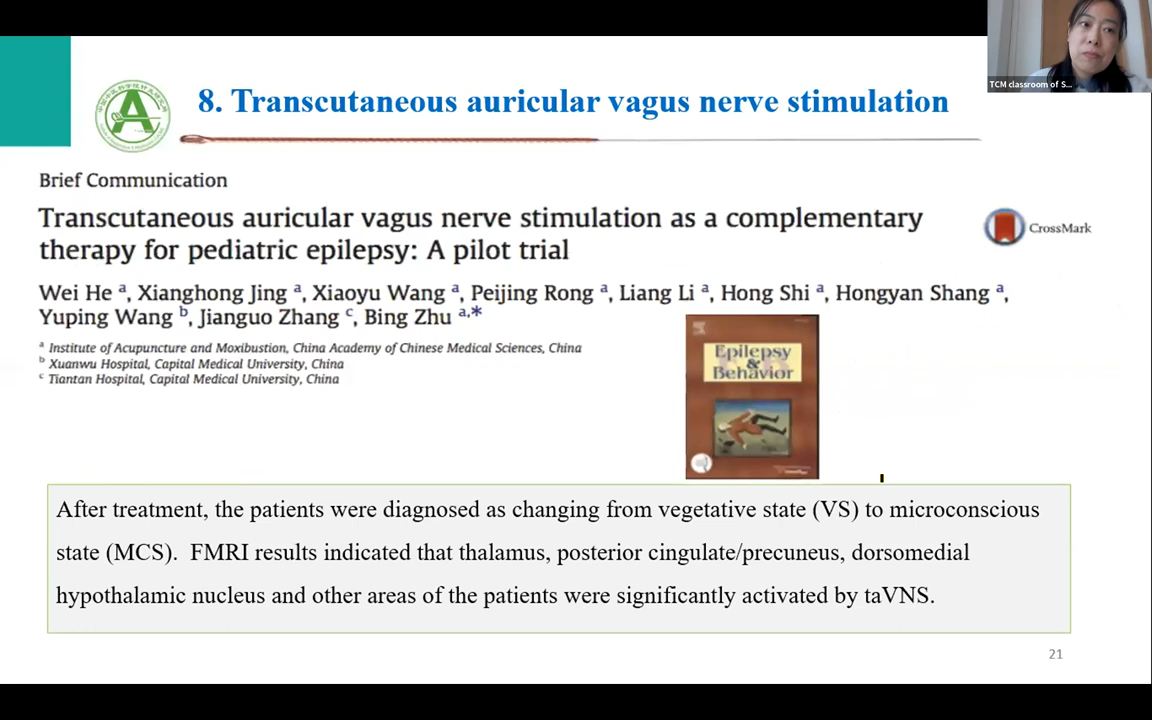 TCM classroom of S...
8. Transcutaneous auricular vagus nerve stimulation
Brief Communication
Transcutaneous auricular vagus nerve stimulation as a complementary
therapy for pediatric epilepsy: A pilot trial
CrossMark
Wei He a, Xianghong Jing a, Xiaoyu Wang a, Peijing Rong a, Liang Li a, Hong Shi a, Hongyan Shang a,
Yuping Wang b, Jianguo Zhang c, Bing Zhu a,*
a Institute of Acupuncture and Moxibustion, China Academy of Chinese Medical Sciences, China
b Xuanwu Hospital, Capital Medical University, China
c Tiantan Hospital, Capital Medical University, China
Epilepsy
&
Behavior
After treatment, the patients were diagnosed as changing from vegetative state (VS) to microconscious
state (MCS). FMRI results indicated that thalamus, posterior cingulate/precuneus, dorsomedial
hypothalamic nucleus and other areas of the patients were significantly activated by taVNS.
21